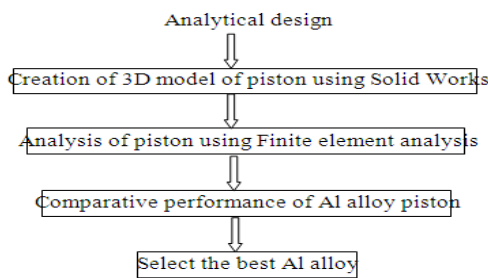 Analytical design
Creation of 3D model of piston using Solid Works
Analysis of piston using Finite element analysis
Comparative performance of Al alloy piston
Select the best Al alloy